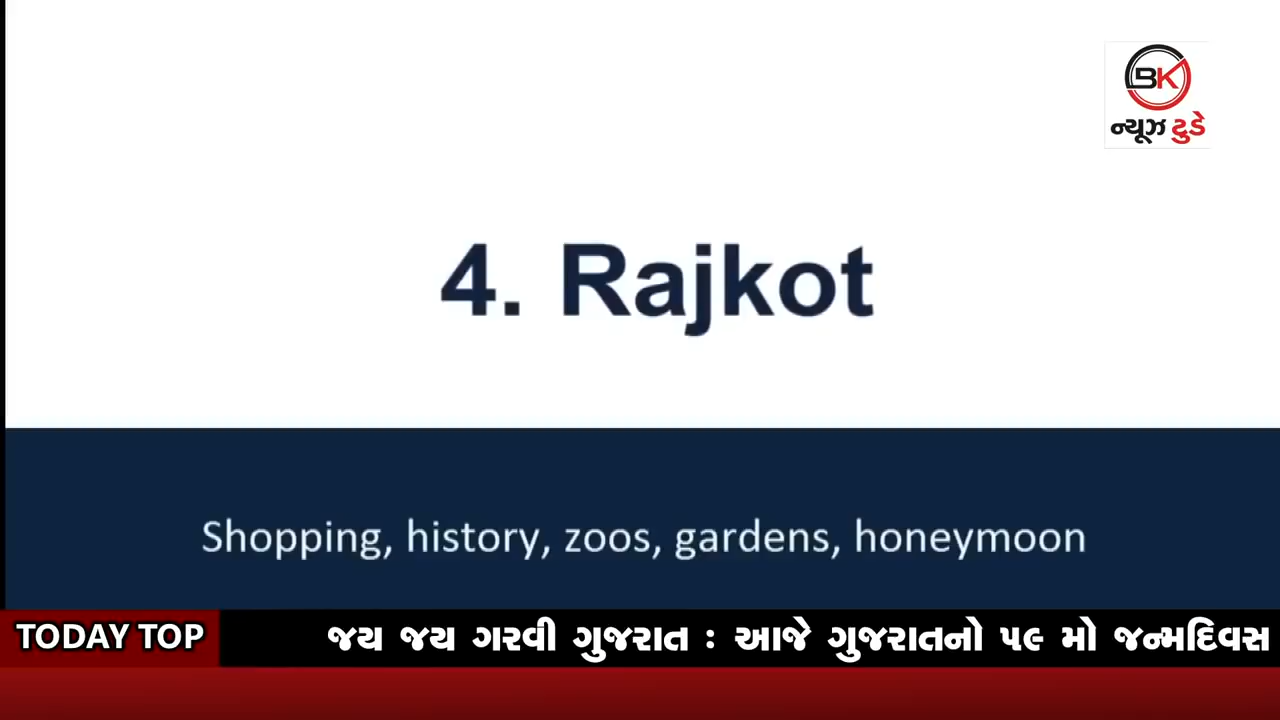 BK
ન્યૂઝ ટુડે
4. Rajkot
Shopping, history, zoos, gardens, honeymoon
TODAY TOP
જય જય ગરવી ગુજરાત : આજે ગુજરાતનો ૫૯ મો જન્મદિવસ